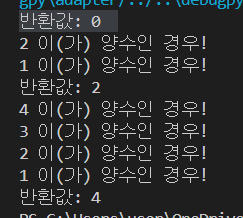 gpy\adapter/../..\debugpy
반환값: 0
2 이(가) 양수인 경우!
1 이(가) 양수인 경우!
반환값: 2
4 이(가) 양수인 경우!
3 이(가) 양수인 경우!
2 이(가) 양수인 경우!
1 이(가) 양수인 경우!
반환값: 4